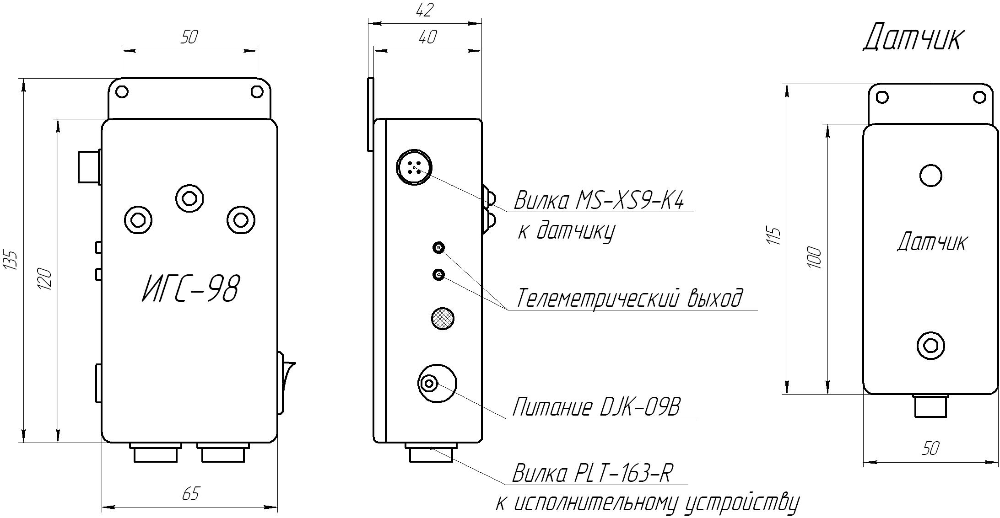 42
50
40
Датчик
Вилка MS-XS9-K4
к датчику
115
Датчик
135
100
120
ИГС-98
Телеметрический выход
Питание DJK-09B
50
Вилка PLT-163-R
65
к исполнительному устройству